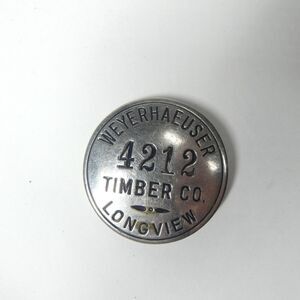 WEYERHAEUSER
4212
TIMBER CO.
LONGVIEW